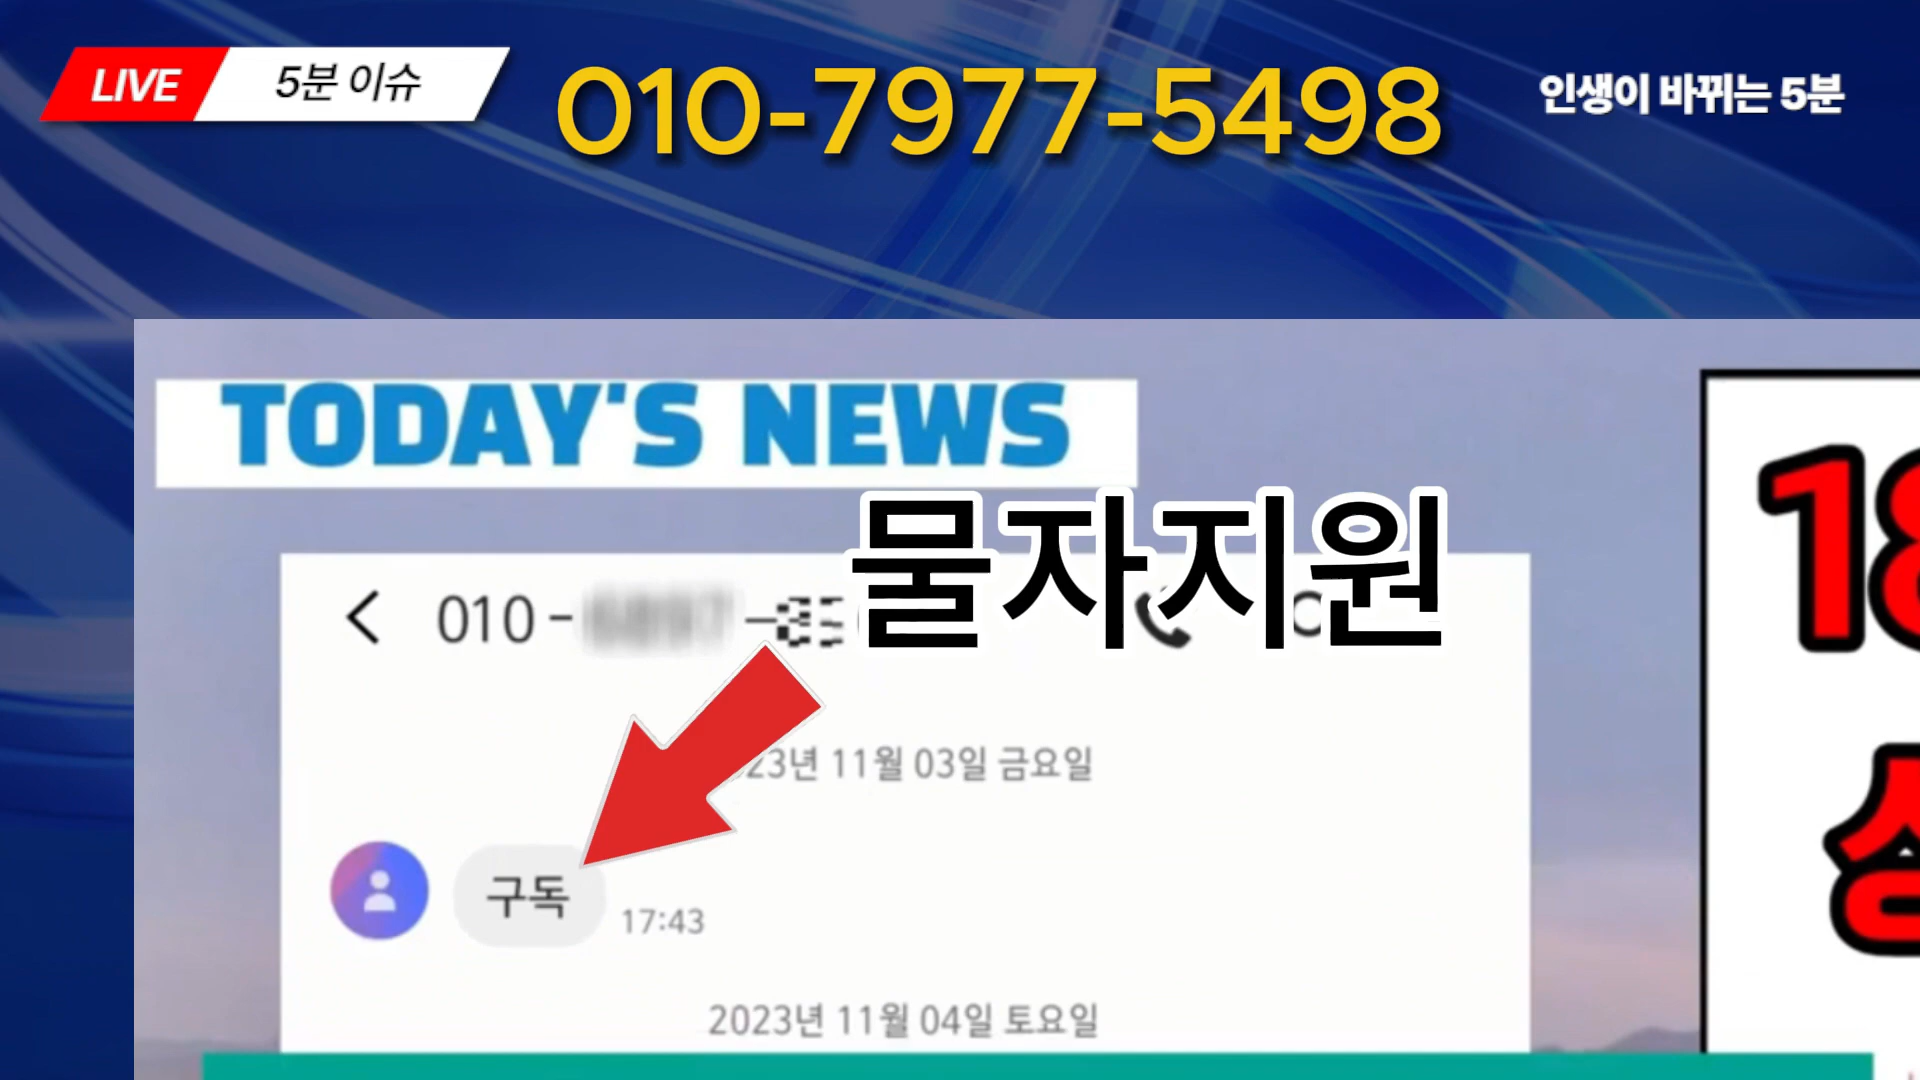 LIVE 5분 이슈 010-7977-5498 인생이 바뀌는 5분
TODAY'S NEWS
물자지원
010-
23년 11월 03일 금요일
구독 17:43
2023년 11월 04일 토요일